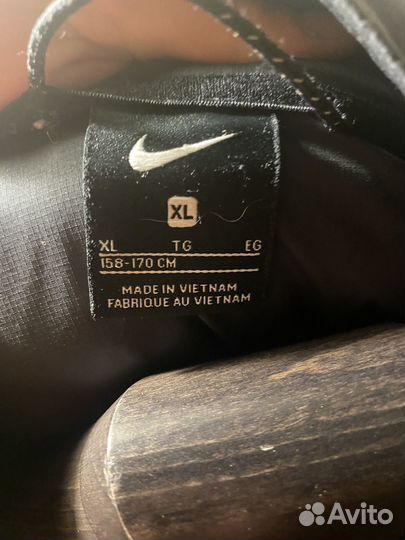 XL
XL TG EG
158-170 CM
MADE IN VIETNAM
FABRIQUE AU VIETNAM
Avito